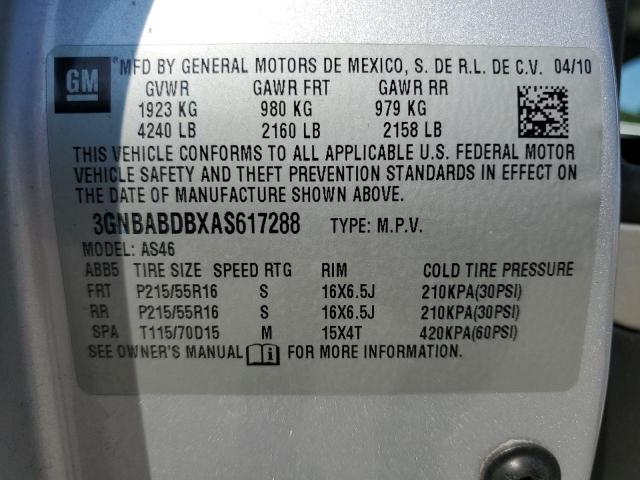 GM ® MFD BY GENERAL MOTORS DE MEXICO, S. DE R.L. DE C.V. 04/10
GVWR GAWR FRT GAWR RR
1923 KG 980 KG 979 KG
4240 LB 2160 LB 2158 LB
THIS VEHICLE CONFORMS TO ALL APPLICABLE U.S. FEDERAL MOTOR
VEHICLE SAFETY AND THEFT PREVENTION STANDARDS IN EFFECT ON
THE DATE OF MANUFACTURE SHOWN ABOVE.
3GNBABDBXAS617288 TYPE: M.P.V.
MODEL: AS46
ABB5 TIRE SIZE SPEED RTG RIM COLD TIRE PRESSURE
FRT P215/55R16 S 16X6.5J 210KPA(30PSI)
RR P215/55R16 S 16X6.5J 210KPA(30PSI)
SPA T115/70D15 M 15X4T 420KPA(60PSI)
SEE OWNER'S MANUAL i FOR MORE INFORMATION.